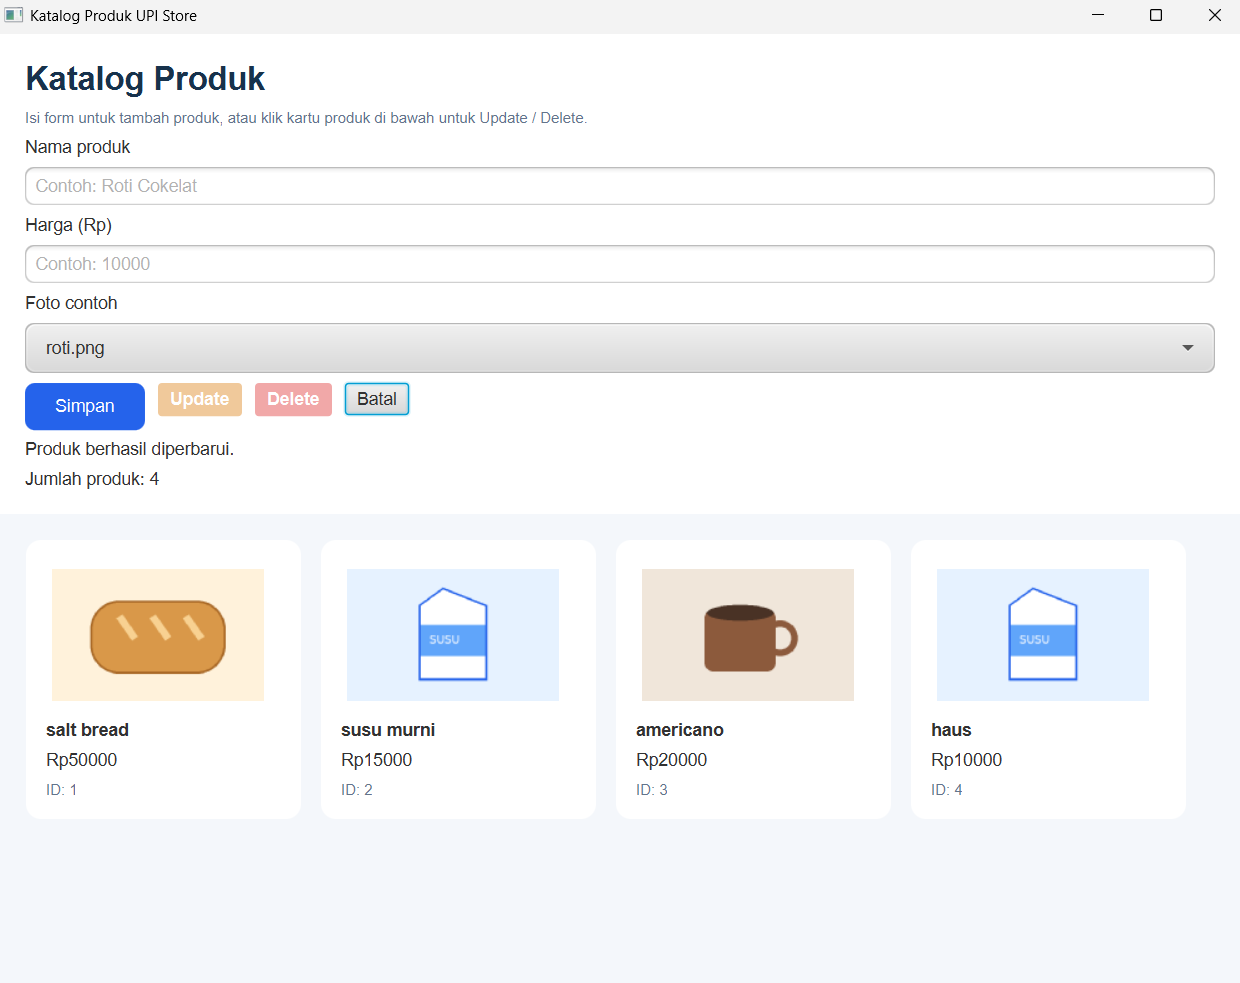 Katalog Produk UPI Store
Katalog Produk
Isi form untuk tambah produk, atau klik kartu produk di bawah untuk Update / Delete.
Nama produk
Contoh: Roti Cokelat
Harga (Rp)
Contoh: 10000
Foto contoh
roti.png
Simpan Update Delete Batal
Produk berhasil diperbarui.
Jumlah produk: 4
SUSU SUSU
salt bread susu murni americano haus
Rp50000 Rp15000 Rp20000 Rp10000
ID: 1 ID: 2 ID: 3 ID: 4